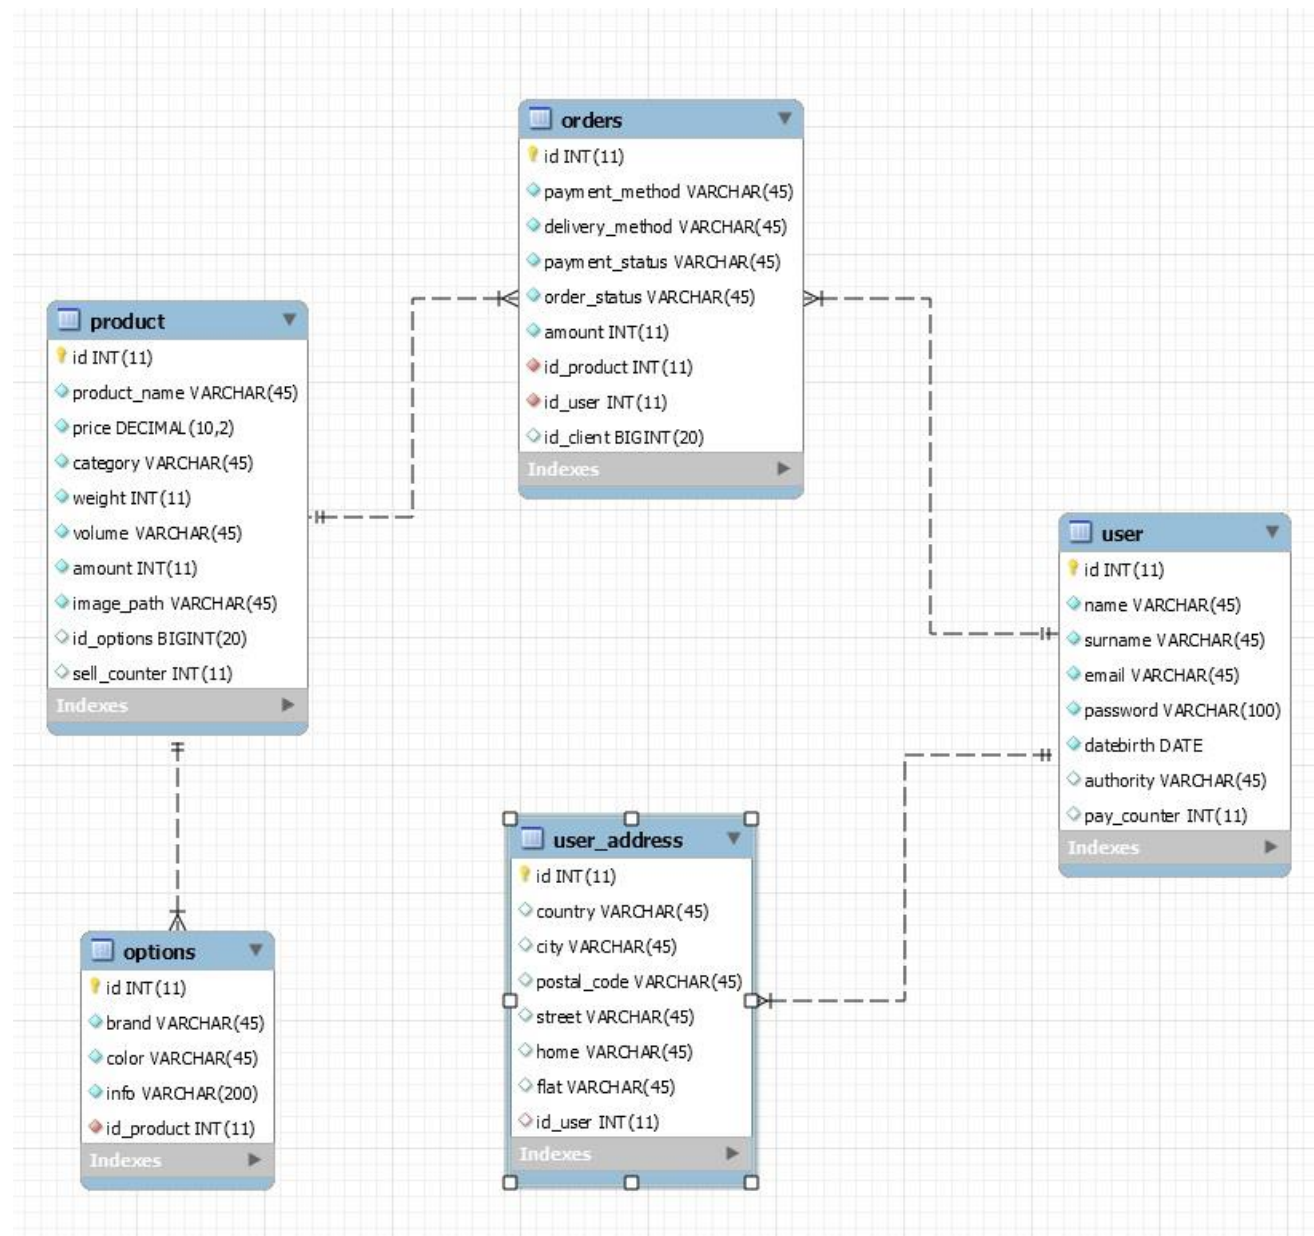 orders
id INT(11)
payment_method VARCHAR(45)
delivery_method VARCHAR(45)
payment_status VARCHAR(45)
order_status VARCHAR(45)
amount INT(11)
id_product INT(11)
id_user INT(11)
id_client BIGINT(20)
Indexes
product
id INT(11)
product_name VARCHAR(45)
price DECIMAL(10,2)
category VARCHAR(45)
weight INT(11)
volume VARCHAR(45)
amount INT(11)
image_path VARCHAR(45)
id_options BIGINT(20)
sell_counter INT(11)
Indexes
user
id INT(11)
name VARCHAR(45)
surname VARCHAR(45)
email VARCHAR(45)
password VARCHAR(100)
datebirth DATE
authority VARCHAR(45)
pay_counter INT(11)
Indexes
user_address
id INT(11)
country VARCHAR(45)
city VARCHAR(45)
postal_code VARCHAR(45)
street VARCHAR(45)
home VARCHAR(45)
flat VARCHAR(45)
id_user INT(11)
Indexes
options
id INT(11)
brand VARCHAR(45)
color VARCHAR(45)
info VARCHAR(200)
id_product INT(11)
Indexes